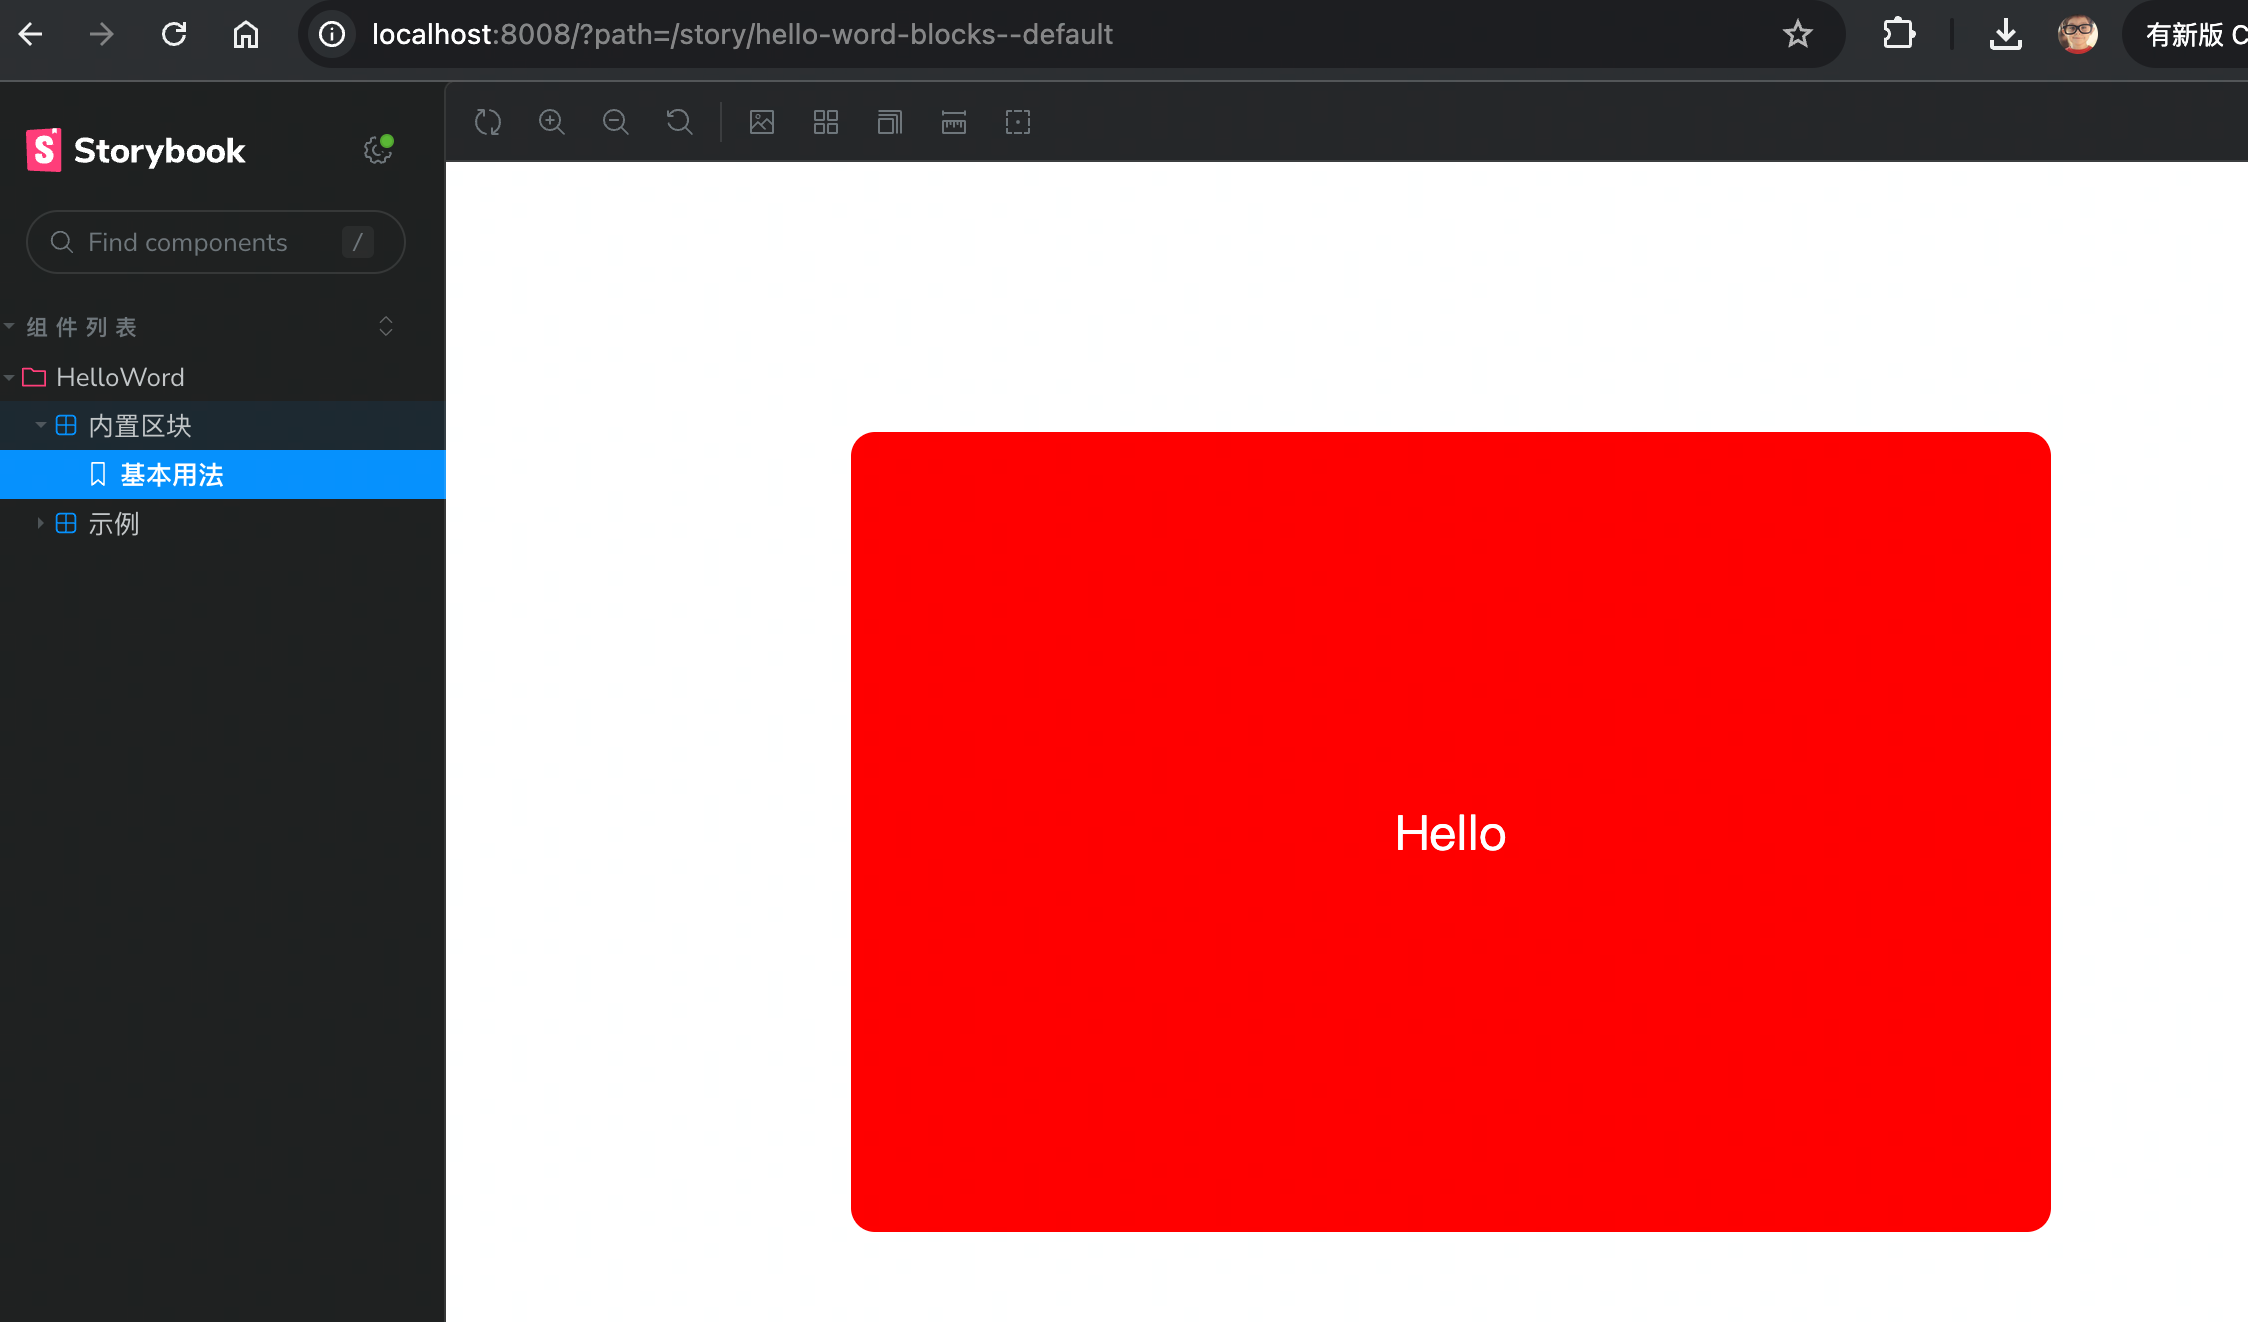 localhost:8008/?path=/story/hello-word-blocks--default
有新版 C
S Storybook
Find components /
组件列表
HelloWord
内置区块
基本用法
示例
Hello